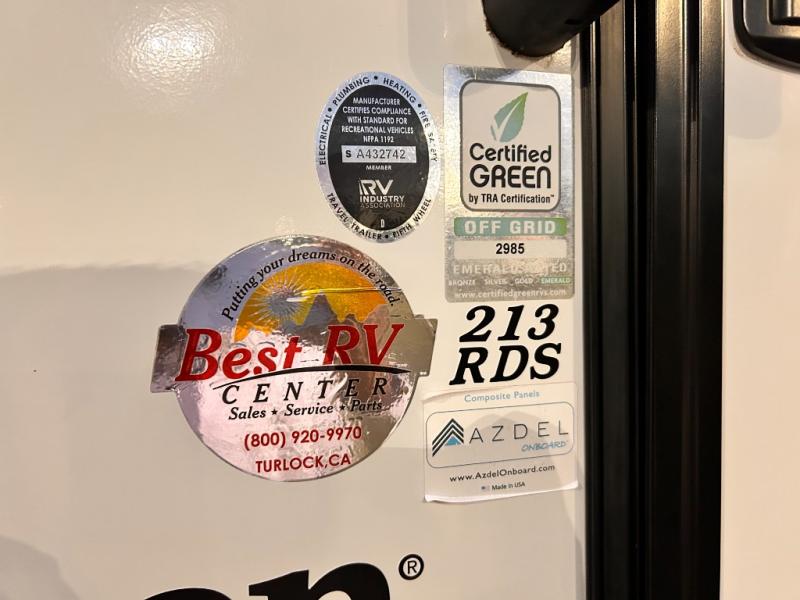 ELECTRICAL • PLUMBING • HEATING • FIRE SAFETY
MANUFACTURER
CERTIFIES COMPLIANCE
WITH STANDARD FOR
RECREATIONAL VEHICLES
NFPA 1192
S A432742
MEMBER
RV
INDUSTRY
ASSOCIATION
D
TRAVEL TRAILER • FIFTH WHEEL
Certified
GREEN
by TRA Certification™
OFF GRID
2985
EMERALD RATED
BRONZE SILVER GOLD EMERALD
www.certifiedgreenrvs.com
Putting your dreams on the road.
Best RV
CENTER
Sales ★ Service ★ Parts
(800) 920-9970
TURLOCK,CA
213
RDS
Composite Panels
AZDEL
ONBOARD®
www.AzdelOnboard.com
Made in USA
®